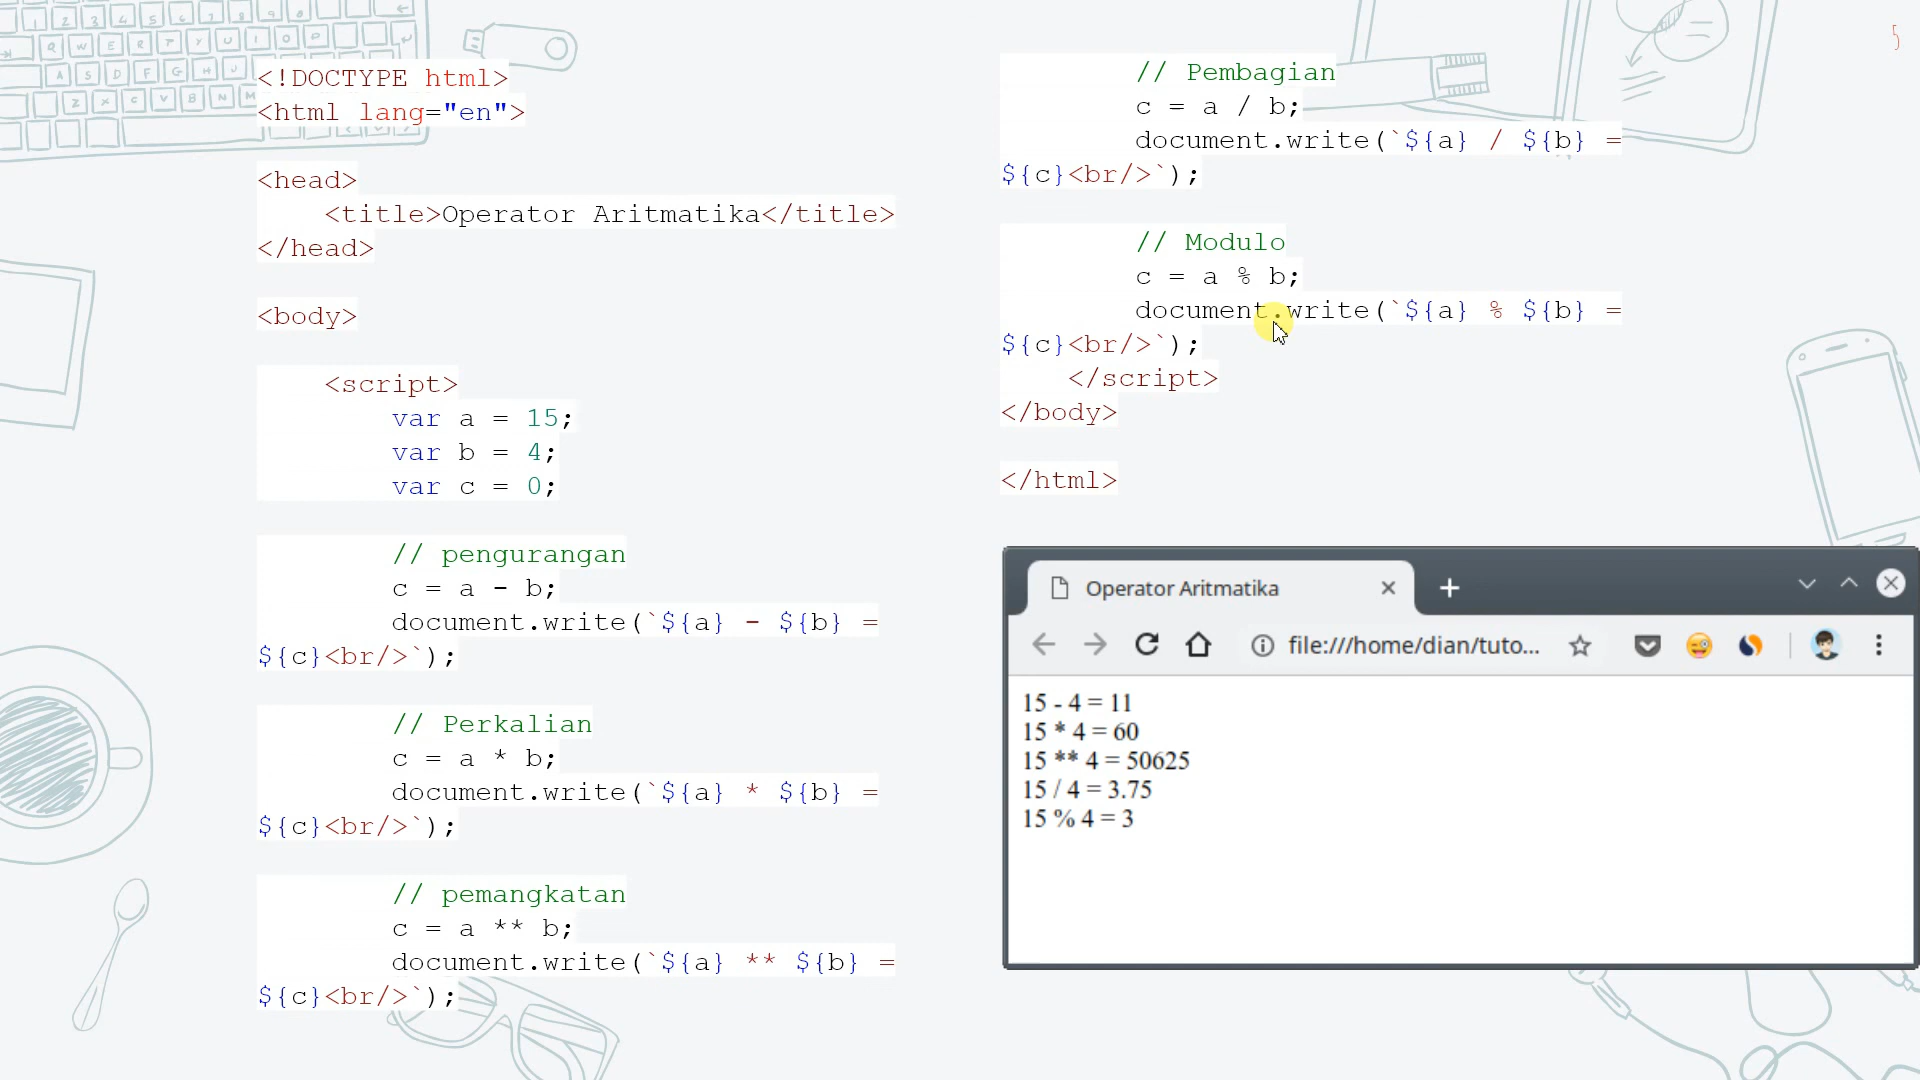 5
<!DOCTYPE html>
<html lang="en">
<head>
<title>Operator Aritmatika</title>
</head>
<body>
<script>
var a = 15;
var b = 4;
var c = 0;
// pengurangan
c = a - b;
document.write(`${a} - ${b} =
${c}<br/>`);
// Perkalian
c = a * b;
document.write(`${a} * ${b} =
${c}<br/>`);
// pemangkatan
c = a ** b;
document.write(`${a} ** ${b} =
${c}<br/>`);
// Pembagian
c = a / b;
document.write(`${a} / ${b} =
${c}<br/>`);
// Modulo
c = a % b;
document.write(`${a} % ${b} =
${c}<br/>`);
</script>
</body>
</html>
Operator Aritmatika
file:///home/dian/tuto...
15 - 4 = 11
15 * 4 = 60
15 ** 4 = 50625
15 / 4 = 3.75
15 % 4 = 3